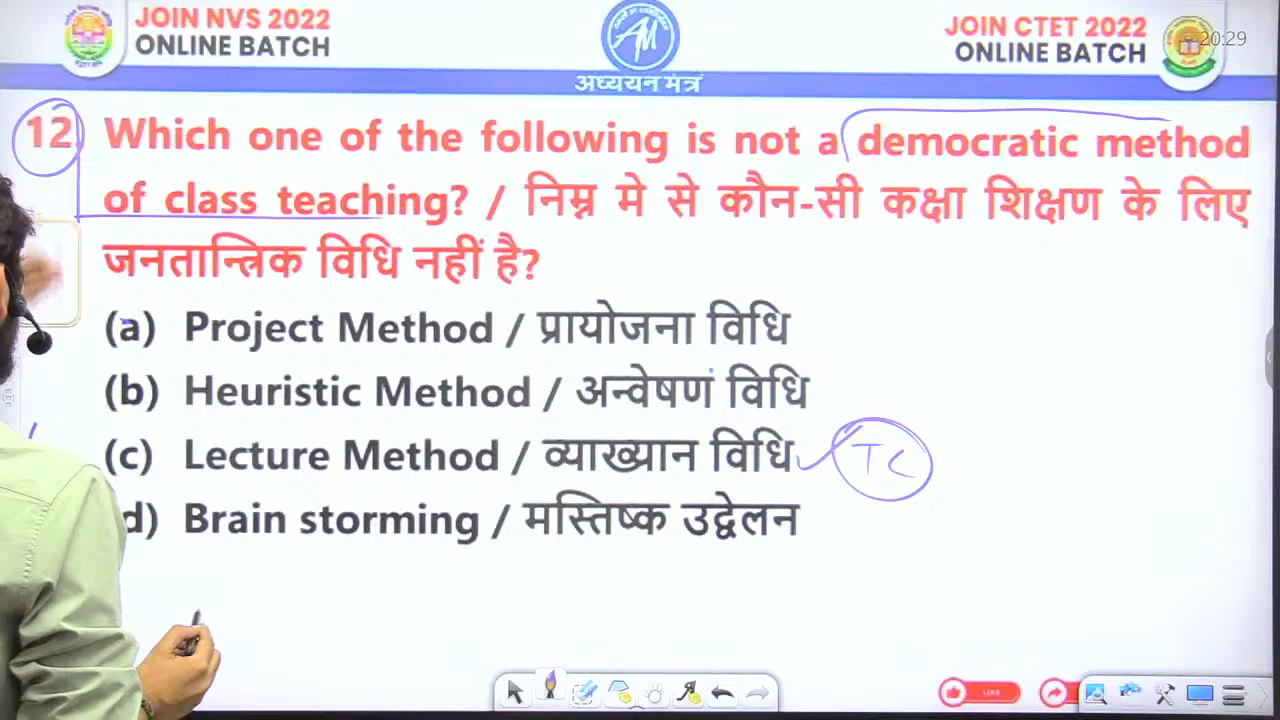 JOIN NVS 2022
ONLINE BATCH
JOIN CTET 2022
ONLINE BATCH
20:29
AM
अध्ययन मंत्र
12 Which one of the following is not a democratic method
of class teaching? / निम्न मे से कौन-सी कक्षा शिक्षण के लिए
जनतान्त्रिक विधि नहीं है?
(a) Project Method / प्रायोजना विधि
(b) Heuristic Method / अन्वेषण विधि
(c) Lecture Method / व्याख्यान विधि
TC
d) Brain storming / मस्तिष्क उद्वेलन
LIKE